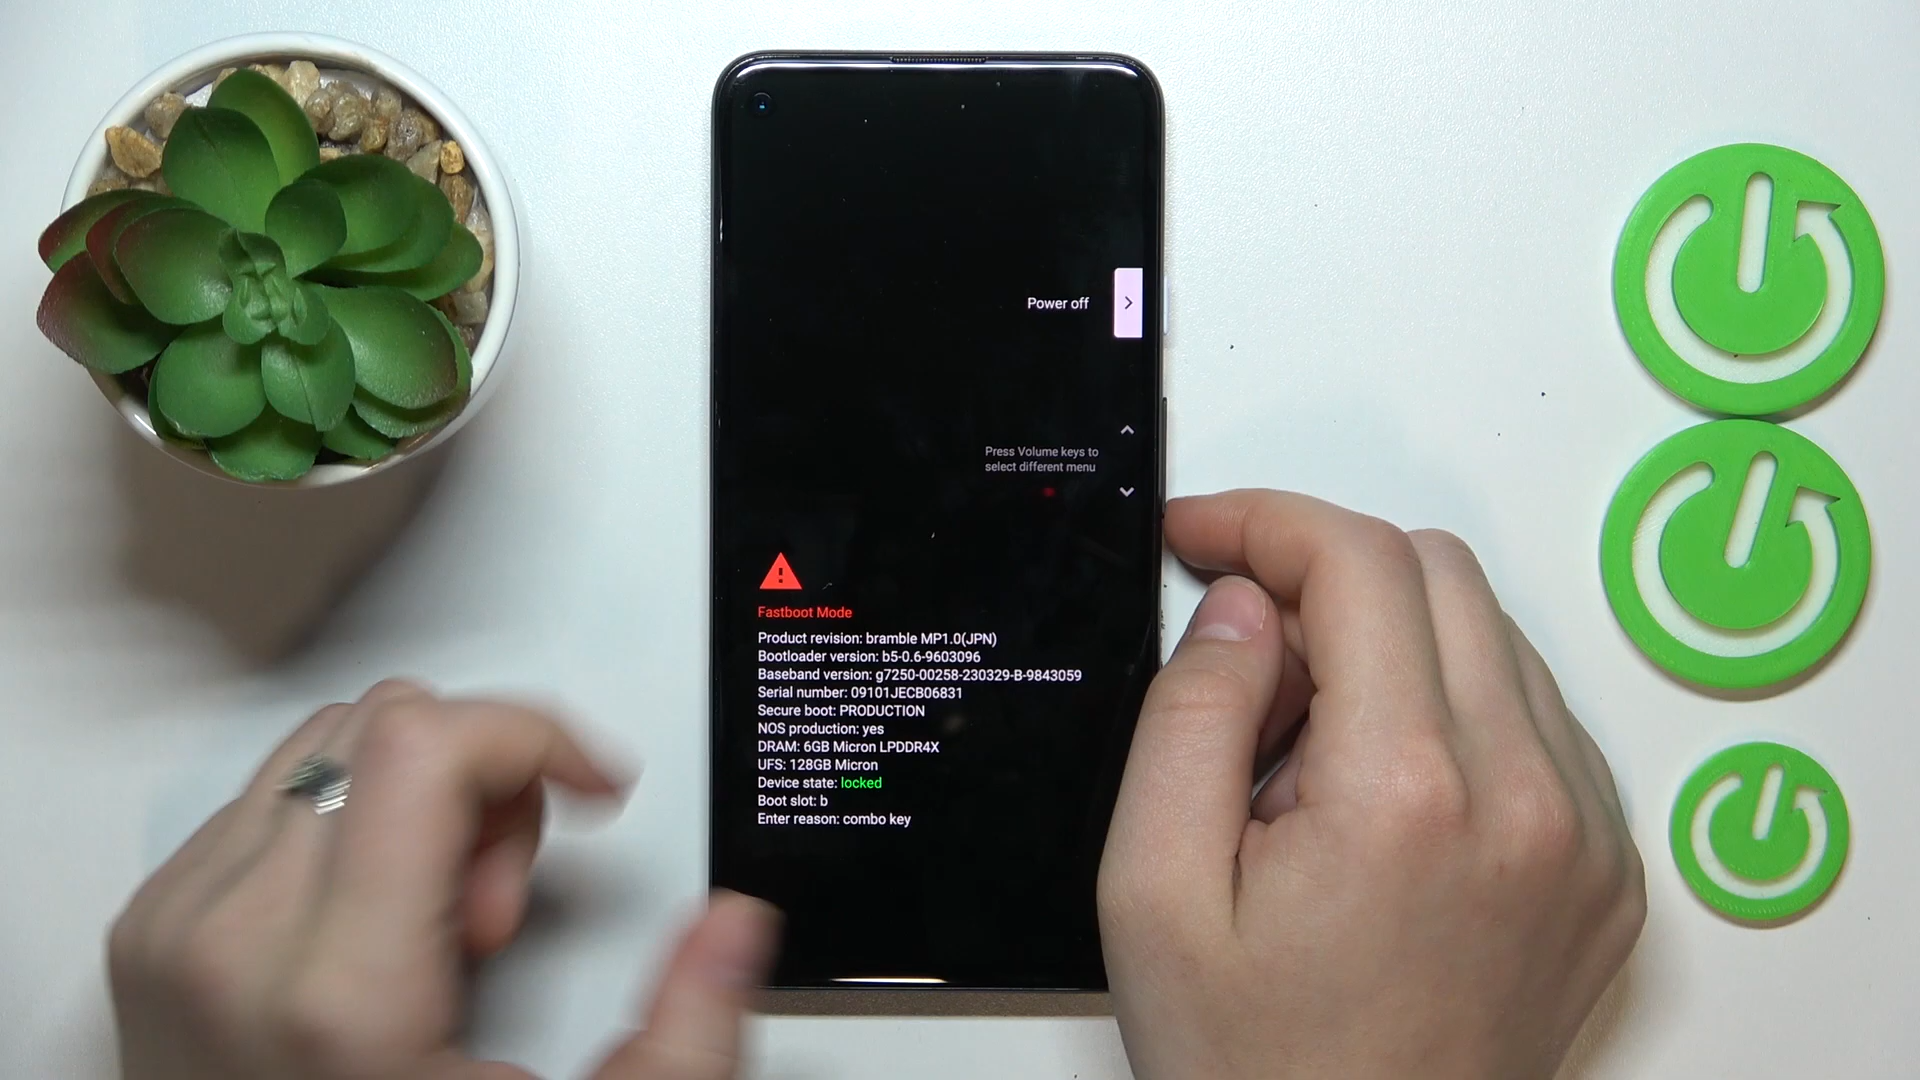 Power off
Press Volume keys to
select different menu
Fastboot Mode
Product revision: bramble MP1.0(JPN)
Bootloader version: b5-0.6-9603096
Baseband version: g7250-00258-230329-B-9843059
Serial number: 09101JECB06831
Secure boot: PRODUCTION
NOS production: yes
DRAM: 6GB Micron LPDDR4X
UFS: 128GB Micron
Device state: locked
Boot slot: b
Enter reason: combo key